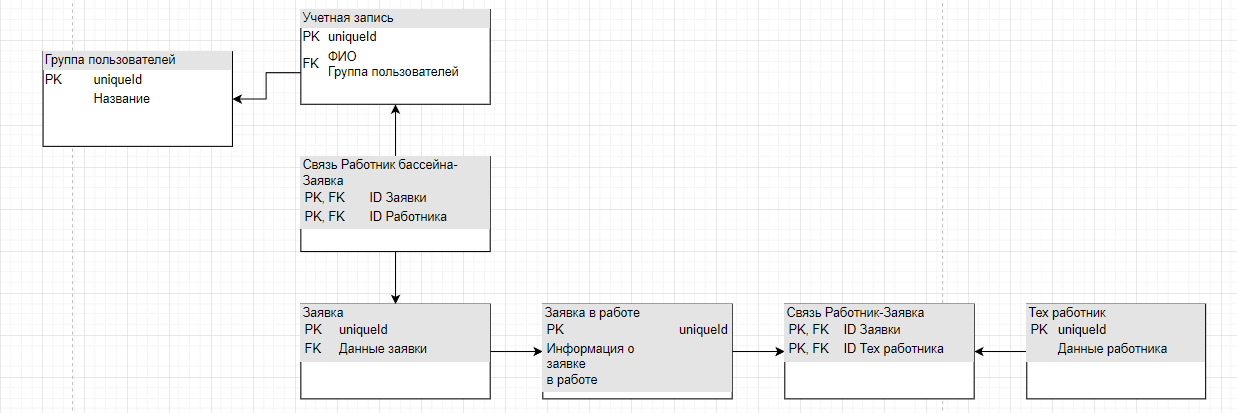 Учетная запись
PK uniqueId
FK ФИО
Группа пользователей
Группа пользователей
PK uniqueId
Название
Связь Работник бассейна-
Заявка
PK, FK ID Заявки
PK, FK ID Работника
Заявка
PK uniqueId
FK Данные заявки
Заявка в работе
PK uniqueId
Информация о
заявке
в работе
Связь Работник-Заявка
PK, FK ID Заявки
PK, FK ID Тех работника
Тех работник
PK uniqueId
Данные работника